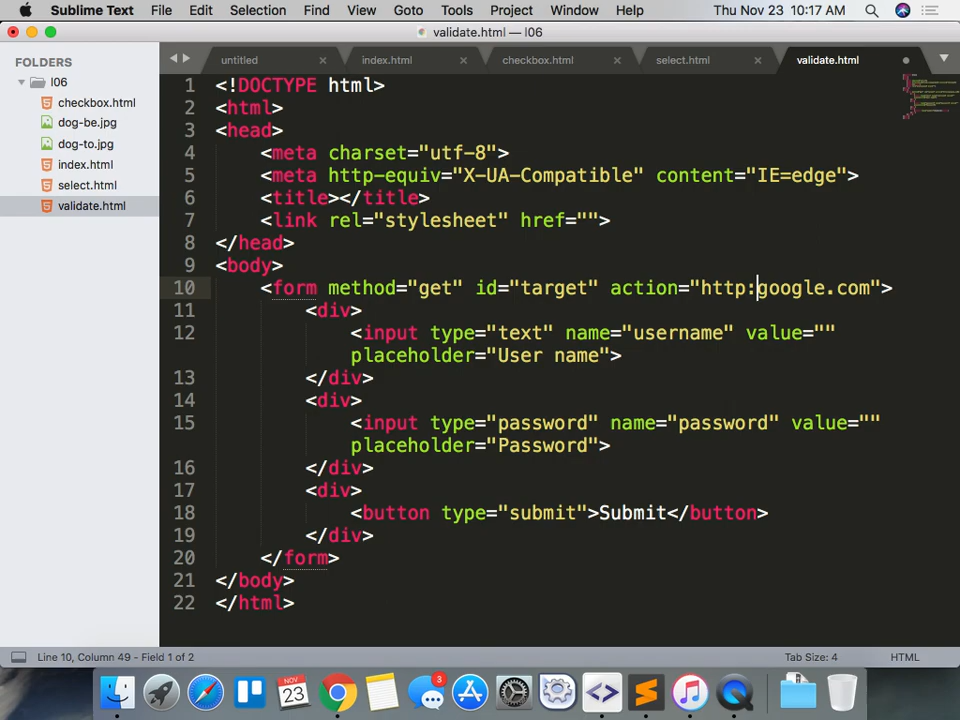 Sublime Text File Edit Selection Find View Goto Tools Project Window Help Thu Nov 23 10:17 AM
validate.html — l06
FOLDERS
l06
checkbox.html
dog-be.jpg
dog-to.jpg
index.html
select.html
validate.html
untitled × index.html × checkbox.html × select.html × validate.html
1 <!DOCTYPE html>
2 <html>
3 <head>
4 <meta charset="utf-8">
5 <meta http-equiv="X-UA-Compatible" content="IE=edge">
6 <title></title>
7 <link rel="stylesheet" href="">
8 </head>
9 <body>
10 <form method="get" id="target" action="http:google.com">
11 <div>
12 <input type="text" name="username" value=""
placeholder="User name">
13 </div>
14 <div>
15 <input type="password" name="password" value=""
placeholder="Password">
16 </div>
17 <div>
18 <button type="submit">Submit</button>
19 </div>
20 </form>
21 </body>
22 </html>
Line 10, Column 49 - Field 1 of 2 Tab Size: 4 HTML
NOV
23
3